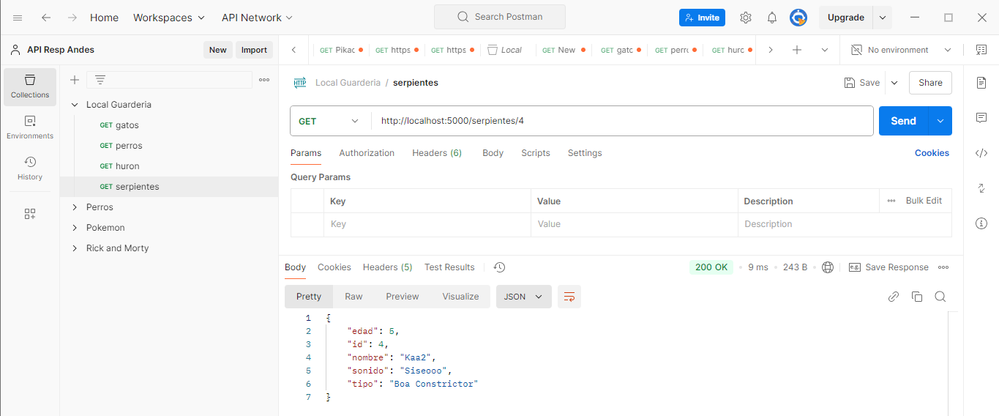 Home Workspaces API Network Search Postman Invite Upgrade
API Resp Andes New Import
GET Pikac GET https GET https Local GET New GET gatc GET perro GET hurc No environment
Collections
Environments
History
Local Guarderia
GET gatos
GET perros
GET huron
GET serpientes
Perros
Pokemon
Rick and Morty
HTTP Local Guarderia / serpientes Save Share
GET http://localhost:5000/serpientes/4 Send
Params Authorization Headers (6) Body Scripts Settings Cookies
Query Params
Key Value Description Bulk Edit
Key Value Description
Body Cookies Headers (5) Test Results 200 OK 9 ms 243 B e.g. Save Response
Pretty Raw Preview Visualize JSON
1 {
2 "edad": 5,
3 "id": 4,
4 "nombre": "Kaa2",
5 "sonido": "Siseooo",
6 "tipo": "Boa Constrictor"
7 }